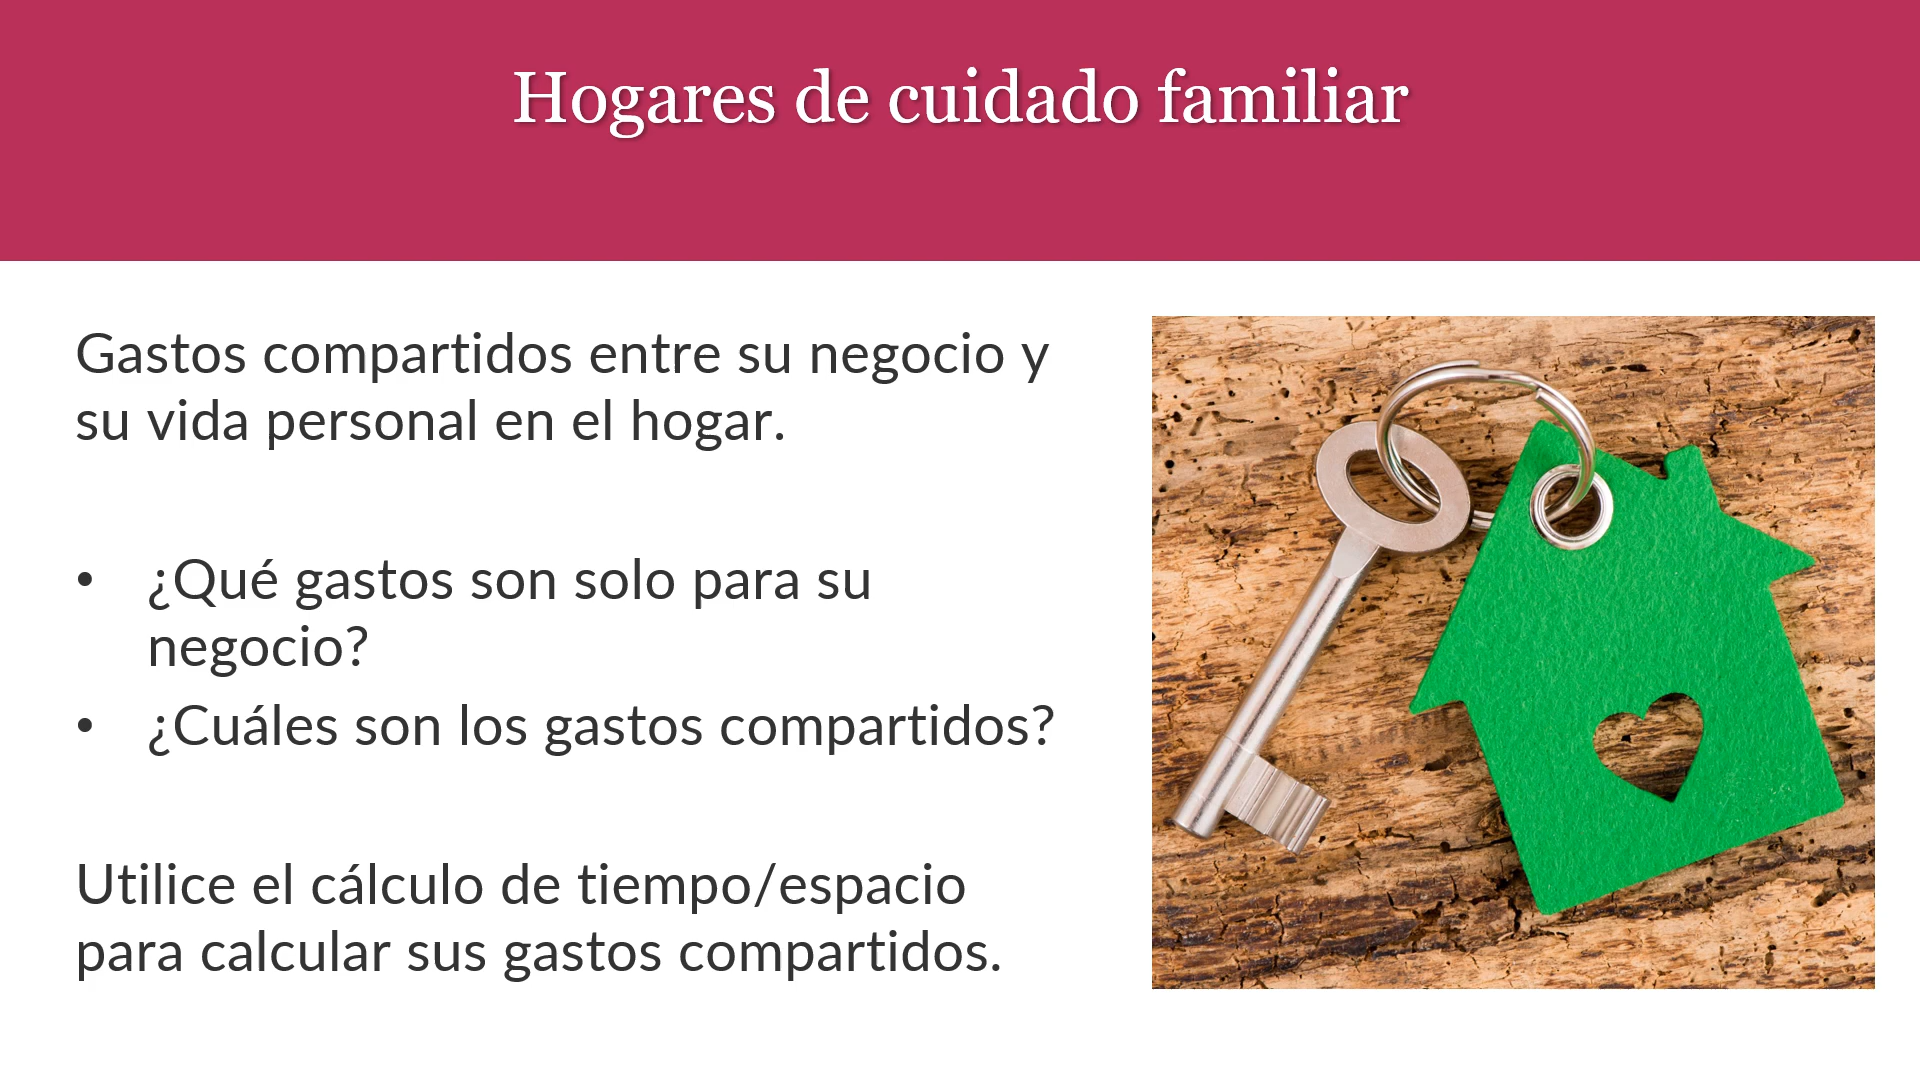 Hogares de cuidado familiar
Gastos compartidos entre su negocio y
su vida personal en el hogar.
• ¿Qué gastos son solo para su
negocio?
• ¿Cuáles son los gastos compartidos?
Utilice el cálculo de tiempo/espacio
para calcular sus gastos compartidos.